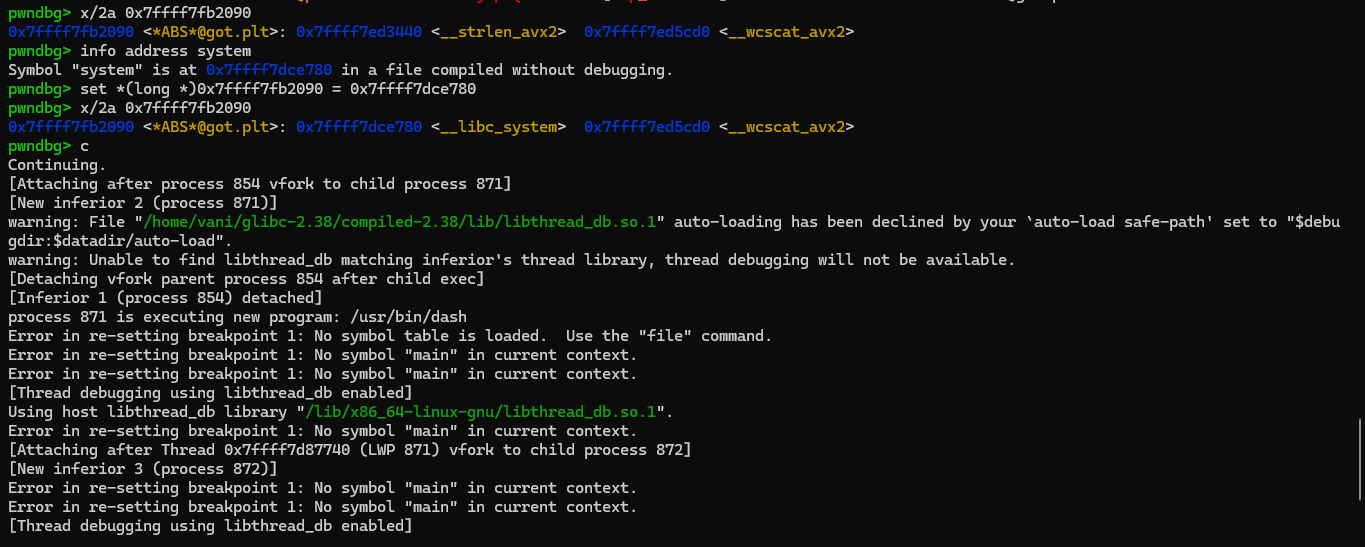 pwndbg> x/2a 0x7ffff7fb2090
0x7ffff7fb2090 <*ABS*@got.plt>: 0x7ffff7ed3440 <__strlen_avx2>  0x7ffff7ed5cd0 <__wcscat_avx2>
pwndbg> info address system
Symbol "system" is at 0x7ffff7dce780 in a file compiled without debugging.
pwndbg> set *(long *)0x7ffff7fb2090 = 0x7ffff7dce780
pwndbg> x/2a 0x7ffff7fb2090
0x7ffff7fb2090 <*ABS*@got.plt>: 0x7ffff7dce780 <__libc_system>  0x7ffff7ed5cd0 <__wcscat_avx2>
pwndbg> c
Continuing.
[Attaching after process 854 vfork to child process 871]
[New inferior 2 (process 871)]
warning: File "/home/vani/glibc-2.38/compiled-2.38/lib/libthread_db.so.1" auto-loading has been declined by your `auto-load safe-path' set to "$debu
gdir:$datadir/auto-load".
warning: Unable to find libthread_db matching inferior's thread library, thread debugging will not be available.
[Detaching vfork parent process 854 after child exec]
[Inferior 1 (process 854) detached]
process 871 is executing new program: /usr/bin/dash
Error in re-setting breakpoint 1: No symbol table is loaded.  Use the "file" command.
Error in re-setting breakpoint 1: No symbol "main" in current context.
Error in re-setting breakpoint 1: No symbol "main" in current context.
[Thread debugging using libthread_db enabled]
Using host libthread_db library "/lib/x86_64-linux-gnu/libthread_db.so.1".
Error in re-setting breakpoint 1: No symbol "main" in current context.
[Attaching after Thread 0x7ffff7d87740 (LWP 871) vfork to child process 872]
[New inferior 3 (process 872)]
Error in re-setting breakpoint 1: No symbol "main" in current context.
Error in re-setting breakpoint 1: No symbol "main" in current context.
[Thread debugging using libthread_db enabled]